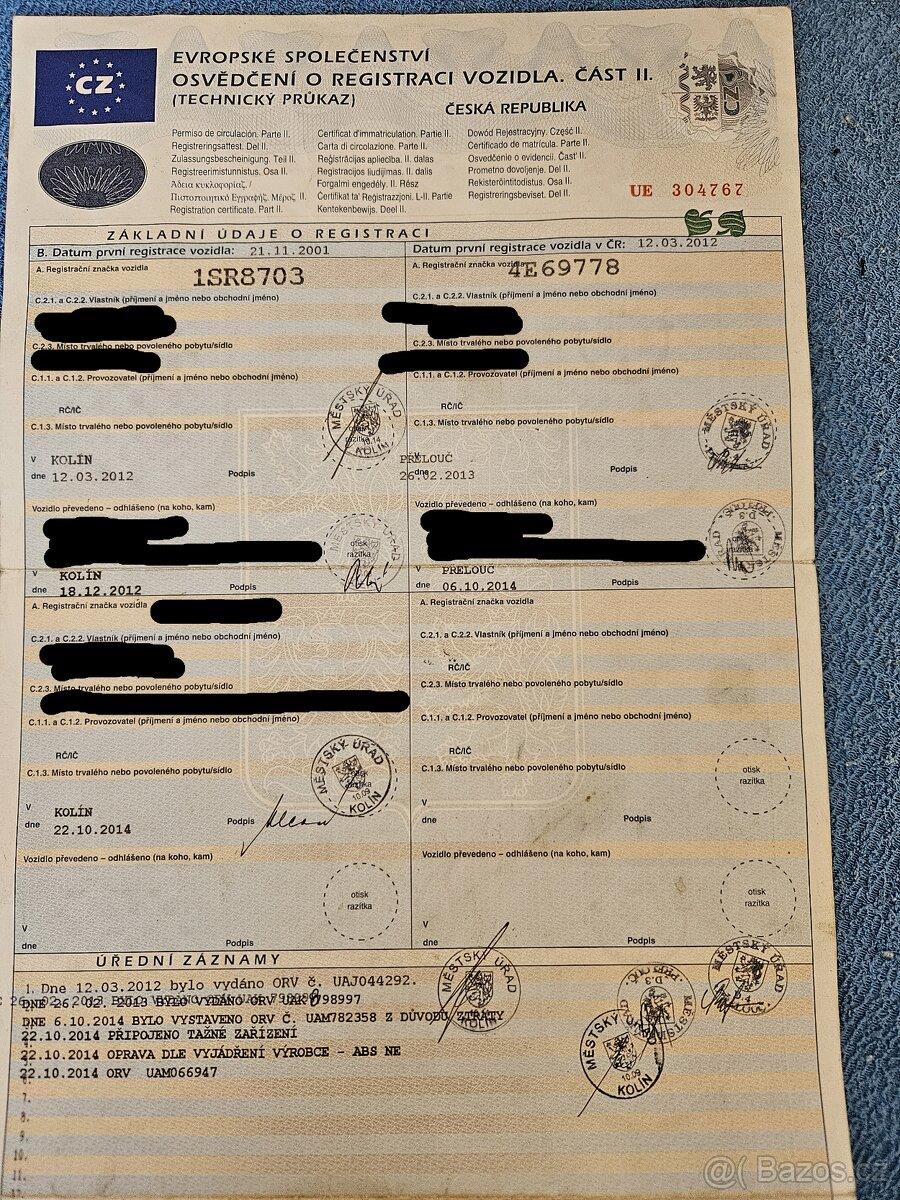 CZ
EVROPSKÉ SPOLEČENSTVÍ
OSVĚDČENÍ O REGISTRACI VOZIDLA. ČÁST II.
(TECHNICKÝ PRŮKAZ)
ČESKÁ REPUBLIKA
CZ
Permiso de circulación. Parte II.
Registreringsattest. Del II.
Zulassungsbescheinigung. Teil II.
Registreerimistunnistus. Osa II.
Άδεια κυκλοφορίας. /
Πιστοποιητικό Εγγραφής. Μέρος II.
Registration certificate. Part II.
Certificat d'immatriculation. Partie II.
Carta di circolazione. Parte II.
Reģistrācijas apliecība. II. dalas
Registracijos liudijimas. II. dalis
Forgalmi engedély. II. Rész
Certifikat ta' Registrazzjoni. L-II. Partie
Kentekenbewijs. Deel II.
Dowód Rejestracyjny. Część II.
Certificado de matrícula. Parte II.
Osvedčenie o evidencii. Časť II.
Prometno dovoljenje. Del II.
Rekisteröintitodistus. Osa II.
Registreringsbeviset. Del II.
UE 304767
ZÁKLADNÍ ÚDAJE O REGISTRACI
B. Datum první registrace vozidla: 21.11.2001
Datum první registrace vozidla v ČR: 12.03.2012
A. Registrační značka vozidla
1SR8703
C.2.1. a C.2.2. Vlastník (příjmení a jméno nebo obchodní jméno)
C.2.3. Místo trvalého nebo povoleného pobytu/sídlo
C.1.1. a C.1.2. Provozovatel (příjmení a jméno nebo obchodní jméno)
RČ/IČ
C.1.3. Místo trvalého nebo povoleného pobytu/sídlo
MĚSTSKÝ ÚŘAD
KOLÍN
V KOLÍN
dne 12.03.2012
Podpis
Vozidlo převedeno – odhlášeno (na koho, kam)
otisk
razítka
V KOLÍN
dne 18.12.2012
Podpis
A. Registrační značka vozidla
4E69778
C.2.1. a C.2.2. Vlastník (příjmení a jméno nebo obchodní jméno)
C.2.3. Místo trvalého nebo povoleného pobytu/sídlo
C.1.1. a C.1.2. Provozovatel (příjmení a jméno nebo obchodní jméno)
RČ/IČ
C.1.3. Místo trvalého nebo povoleného pobytu/sídlo
MĚSTSKÝ ÚŘAD
V PŘELOUČ
dne 26.02.2013
Podpis
Vozidlo převedeno – odhlášeno (na koho, kam)
V PŘELOUČ
dne 06.10.2014
Podpis
A. Registrační značka vozidla
C.2.1. a C.2.2. Vlastník (příjmení a jméno nebo obchodní jméno)
C.2.3. Místo trvalého nebo povoleného pobytu/sídlo
C.1.1. a C.1.2. Provozovatel (příjmení a jméno nebo obchodní jméno)
RČ/IČ
C.1.3. Místo trvalého nebo povoleného pobytu/sídlo
MĚSTSKÝ ÚŘAD
10.09
KOLÍN
V KOLÍN
dne 22.10.2014
Podpis
Vozidlo převedeno – odhlášeno (na koho, kam)
otisk
razítka
V
dne
Podpis
A. Registrační značka vozidla
C.2.1. a C.2.2. Vlastník (příjmení a jméno nebo obchodní jméno)
RČ/IČ
C.2.3. Místo trvalého nebo povoleného pobytu/sídlo
C.1.1. a C.1.2. Provozovatel (příjmení a jméno nebo obchodní jméno)
RČ/IČ
C.1.3. Místo trvalého nebo povoleného pobytu/sídlo
otisk
razítka
V
dne
Podpis
Vozidlo převedeno – odhlášeno (na koho, kam)
otisk
razítka
V
dne
Podpis
ÚŘEDNÍ ZÁZNAMY
1. Dne 12.03.2012 bylo vydáno ORV č. UAJ044292.
DNE 26. 02. 2013 BYLO VYDÁNO ORV
DNE 6.10.2014 BYLO VYSTAVENO ORV Č. UAM782358 Z DŮVODU ZTRÁTY
22.10.2014 PŘIPOJENO TAŽNÉ ZAŘÍZENÍ
22.10.2014 OPRAVA DLE VYJÁDŘENÍ VÝROBCE - ABS NE
22.10.2014 ORV UAM066947
7.
8.
9.
10.
11.
MĚSTSKÝ ÚŘAD
KOLÍN
MĚSTSKÝ ÚŘAD
MĚSTSKÝ ÚŘAD
10.09
KOLÍN
@( Bazos.cz